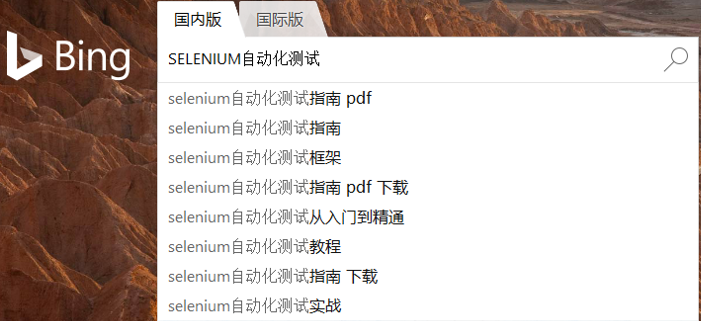 国内版 国际版
Bing
SELENIUM自动化测试
selenium自动化测试指南 pdf
selenium自动化测试指南
selenium自动化测试框架
selenium自动化测试指南 pdf 下载
selenium自动化测试从入门到精通
selenium自动化测试教程
selenium自动化测试指南 下载
selenium自动化测试实战